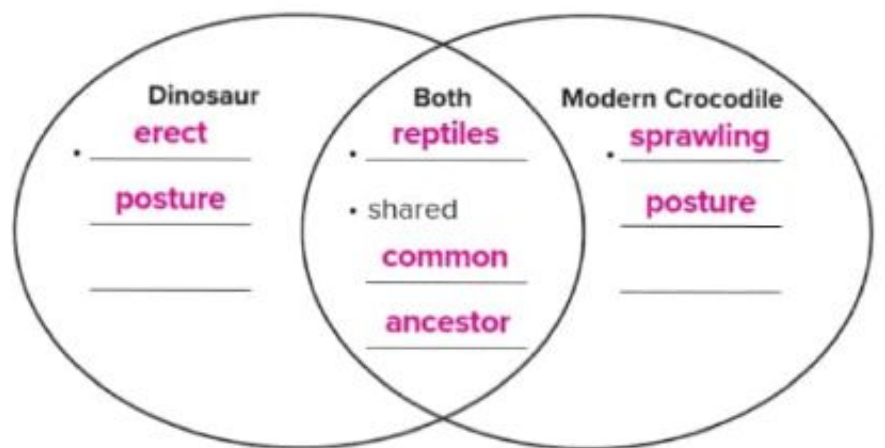 Dinosaur
• erect
posture
Both
• reptiles
• shared
common
ancestor
Modern Crocodile
• sprawling
posture